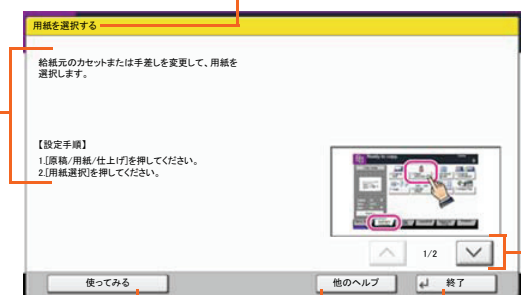 用紙を選択する
給紙元のカセットまたは手差しを変更して、用紙を
選択します。
【設定手順】
1.[原稿/用紙/仕上げ]を押してください。
2.[用紙選択]を押してください。
1/2
使ってみる
他のヘルプ
終了